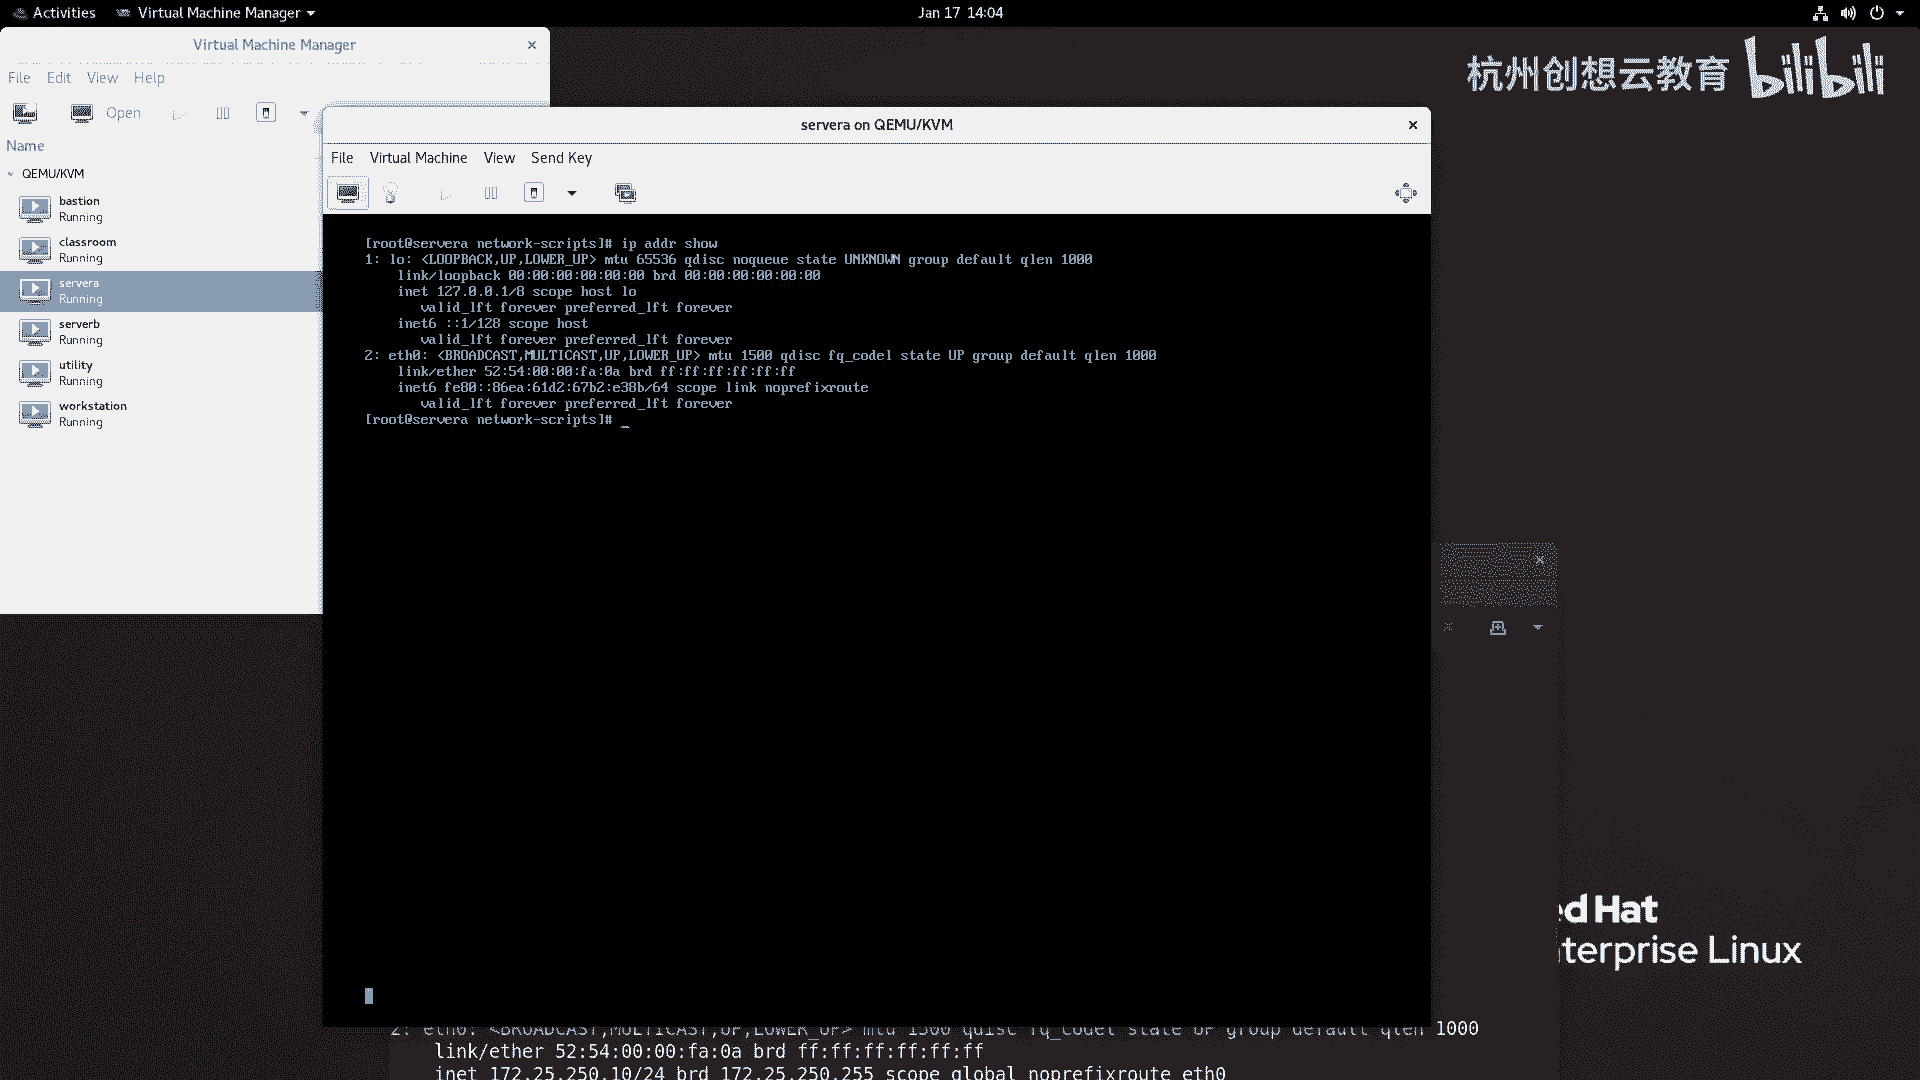 Activities
Virtual Machine Manager
Jan 17 14:04
Virtual Machine Manager
File Edit View Help
Open
Name
QEMU/KVM
bastion
Running
classroom
Running
servera
Running
serverb
Running
utility
Running
workstation
Running
杭州创想云教育 bilibili
servera on QEMU/KVM
File Virtual Machine View Send Key
[root@servera network-scripts]# ip addr show
1: lo: <LOOPBACK,UP,LOWER_UP> mtu 65536 qdisc noqueue state UNKNOWN group default qlen 1000
link/loopback 00:00:00:00:00:00 brd 00:00:00:00:00:00
inet 127.0.0.1/8 scope host lo
valid_lft forever preferred_lft forever
inet6 ::1/128 scope host
valid_lft forever preferred_lft forever
2: eth0: <BROADCAST,MULTICAST,UP,LOWER_UP> mtu 1500 qdisc fq_codel state UP group default qlen 1000
link/ether 52:54:00:00:fa:0a brd ff:ff:ff:ff:ff:ff
inet6 fe80::86ea:61d2:67b2:e38b/64 scope link noprefixroute
valid_lft forever preferred_lft forever
[root@servera network-scripts]# _
ed Hat
terprise Linux
2: eth0: <BROADCAST,MULTICAST,UP,LOWER_UP> mtu 1500 qdisc fq_codel state UP group default qlen 1000
link/ether 52:54:00:00:fa:0a brd ff:ff:ff:ff:ff:ff
inet 172.25.250.10/24 brd 172.25.250.255 scope global noprefixroute eth0